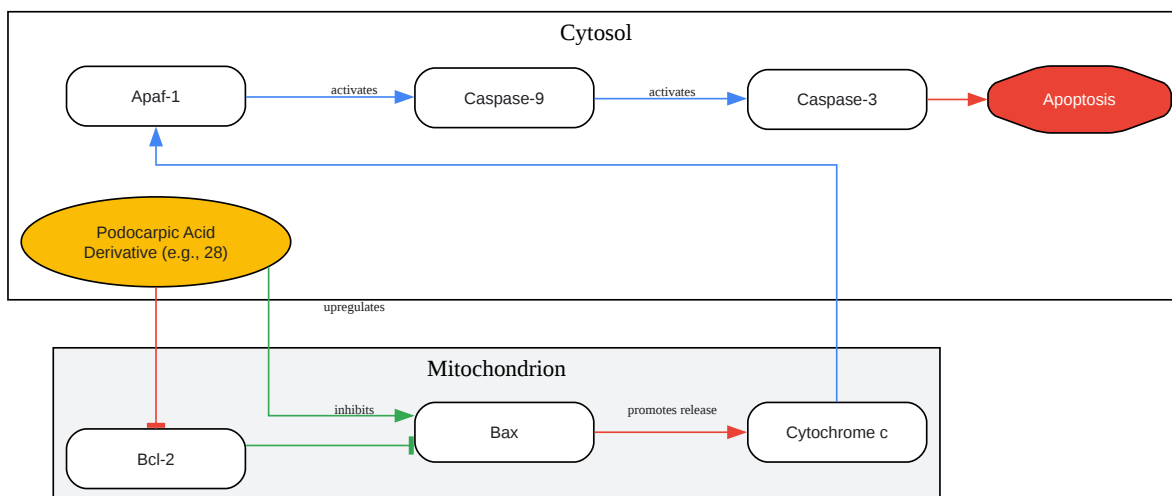 Cytosol
Apaf-1
activates
Caspase-9
activates
Caspase-3
Apoptosis
Podocarpic Acid
Derivative (e.g., 28)
upregulates
Mitochondrion
inhibits
Bax
promotes release
Cytochrome c
Bcl-2